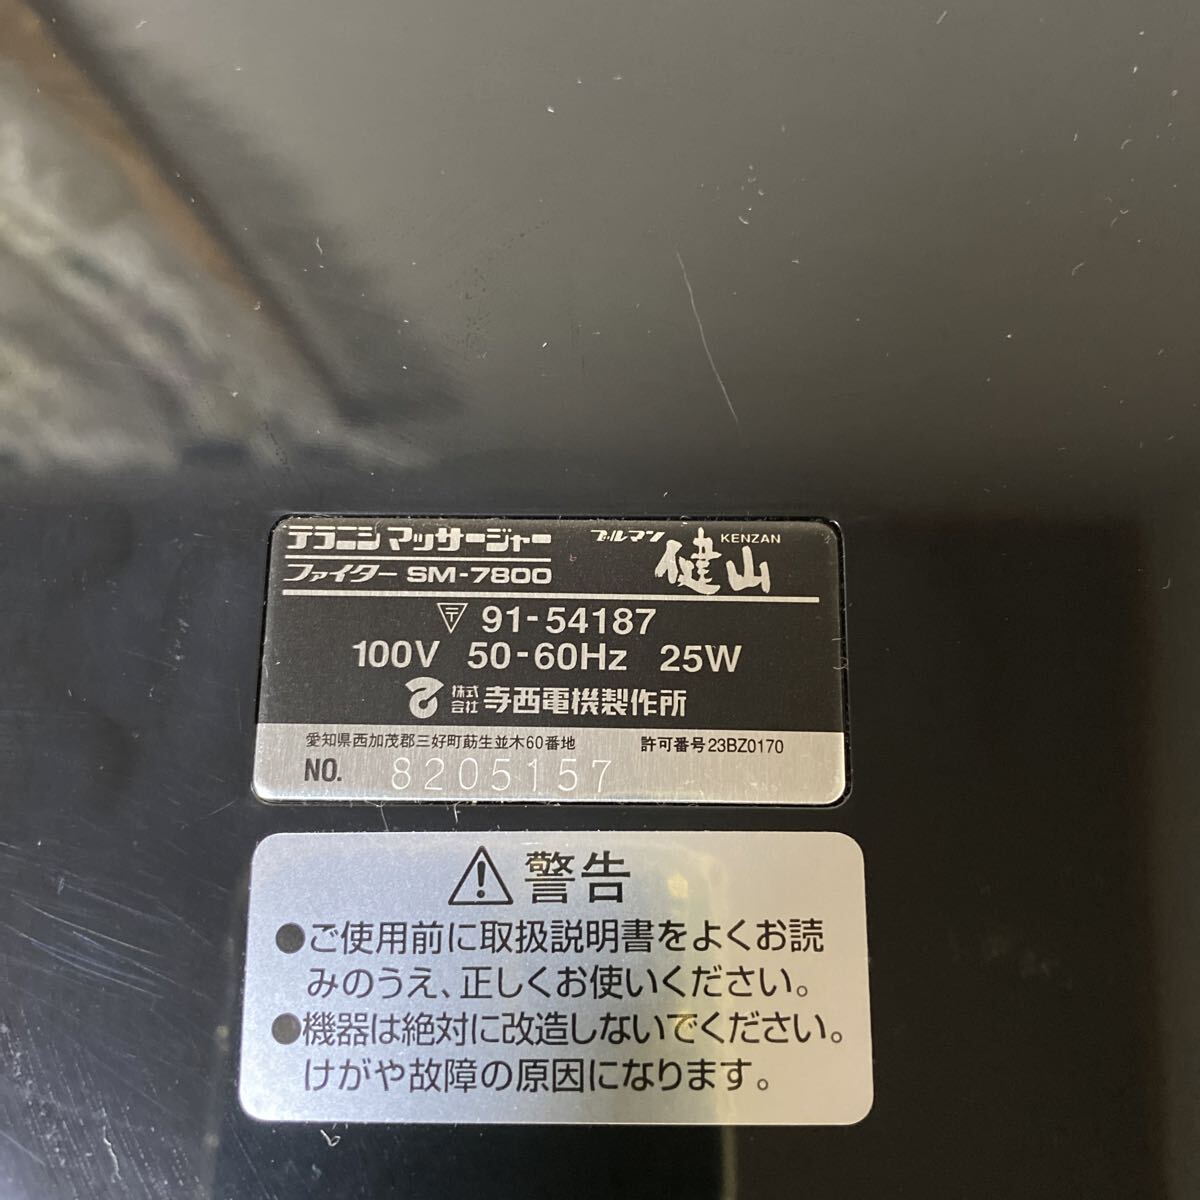 テラニシマッサージャー ブルマン 健山 KENZAN
ファイター SM-7800
〒 91-54187
100V 50-60Hz 25W
株式会社 寺西電機製作所
愛知県西加茂郡三好町莇生並木60番地 許可番号23BZ0170
NO. 8205157
警告
●ご使用前に取扱説明書をよくお読
みのうえ、正しくお使いください。
●機器は絶対に改造しないでください。
けがや故障の原因になります。